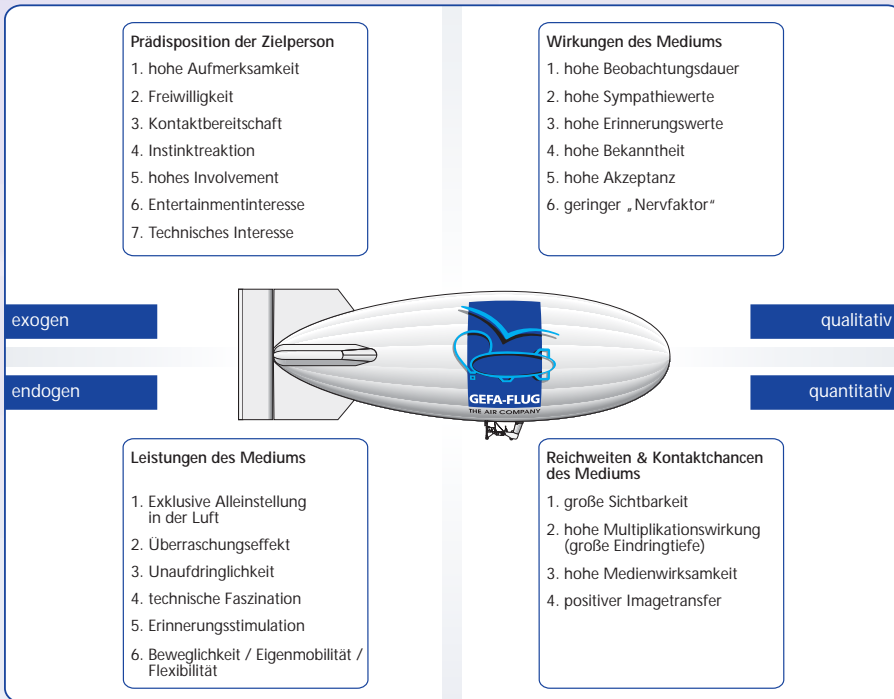 Prädisposition der Zielperson
1. hohe Aufmerksamkeit
2. Freiwilligkeit
3. Kontaktbereitschaft
4. Instinktreaktion
5. hohes Involvement
6. Entertainmentinteresse
7. Technisches Interesse
Wirkungen des Mediums
1. hohe Beobachtungsdauer
2. hohe Sympathiewerte
3. hohe Erinnerungswerte
4. hohe Bekanntheit
5. hohe Akzeptanz
6. geringer „Nervfaktor“
exogen
qualitativ
endogen
quantitativ
GEFA-FLUG
THE AIR COMPANY
Leistungen des Mediums
1. Exklusive Alleinstellung
in der Luft
2. Überraschungseffekt
3. Unaufdringlichkeit
4. technische Faszination
5. Erinnerungsstimulation
6. Beweglichkeit / Eigenmobilität /
Flexibilität
Reichweiten & Kontaktchancen
des Mediums
1. große Sichtbarkeit
2. hohe Multiplikationswirkung
(große Eindringtiefe)
3. hohe Medienwirksamkeit
4. positiver Imagetransfer